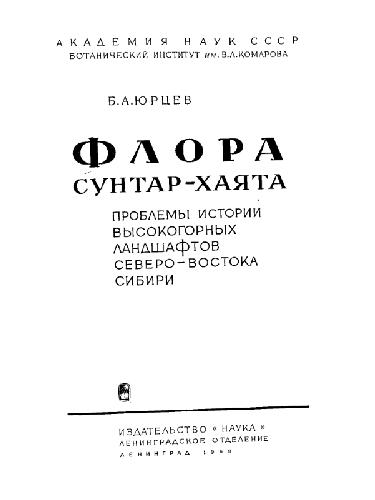 АКАДЕМИЯ НАУК СССР
БОТАНИЧЕСКИЙ ИНСТИТУТ им. В.Л.КОМАРОВА
Б.А.ЮРЦЕВ
ФЛОРА
СУНТАР-ХАЯТА
ПРОБЛЕМЫ ИСТОРИИ
ВЫСОКОГОРНЫХ
ЛАНДШАФТОВ
СЕВЕРО-ВОСТОКА
СИБИРИ
ИЗДАТЕЛЬСТВО «НАУКА»
ЛЕНИНГРАДСКОЕ ОТДЕЛЕНИЕ
ЛЕНИНГРАД 1968